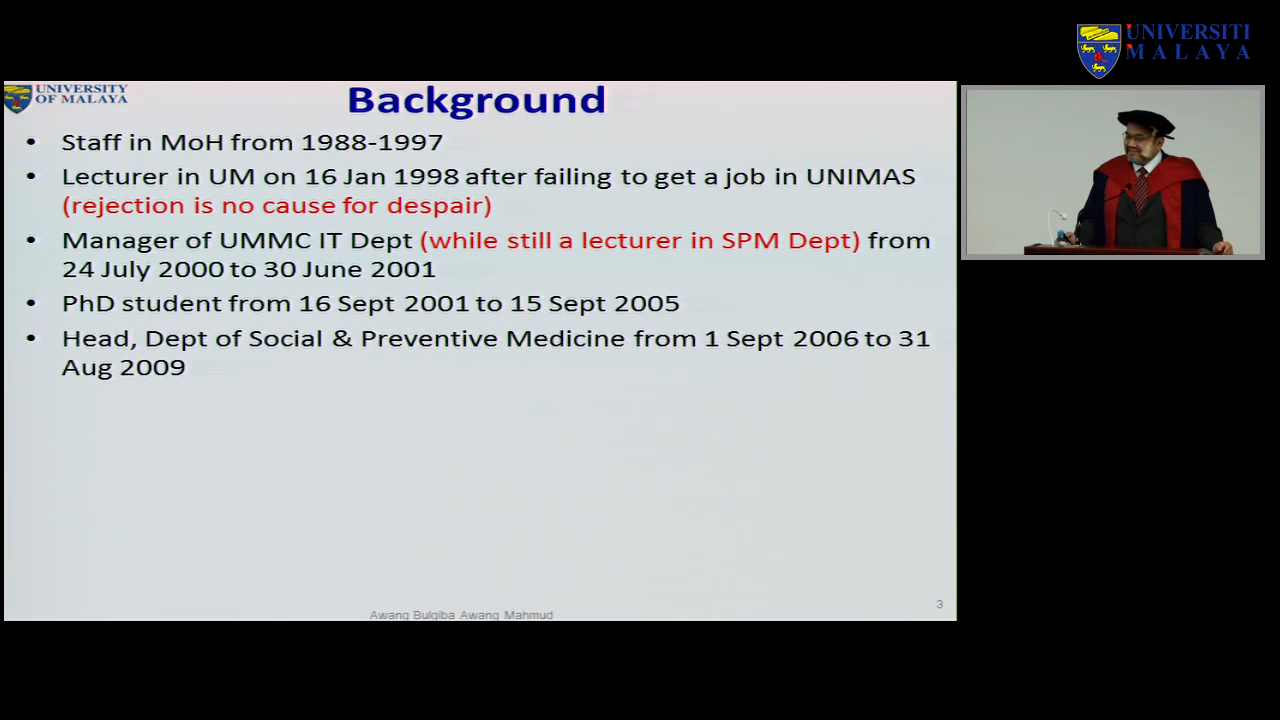 UNIVERSITI
MALAYA
UNIVERSITY
OF MALAYA
Background
• Staff in MoH from 1988-1997
• Lecturer in UM on 16 Jan 1998 after failing to get a job in UNIMAS
(rejection is no cause for despair)
• Manager of UMMC IT Dept (while still a lecturer in SPM Dept) from
24 July 2000 to 30 June 2001
• PhD student from 16 Sept 2001 to 15 Sept 2005
• Head, Dept of Social & Preventive Medicine from 1 Sept 2006 to 31
Aug 2009
Awang Bulgiba Awang Mahmud
3